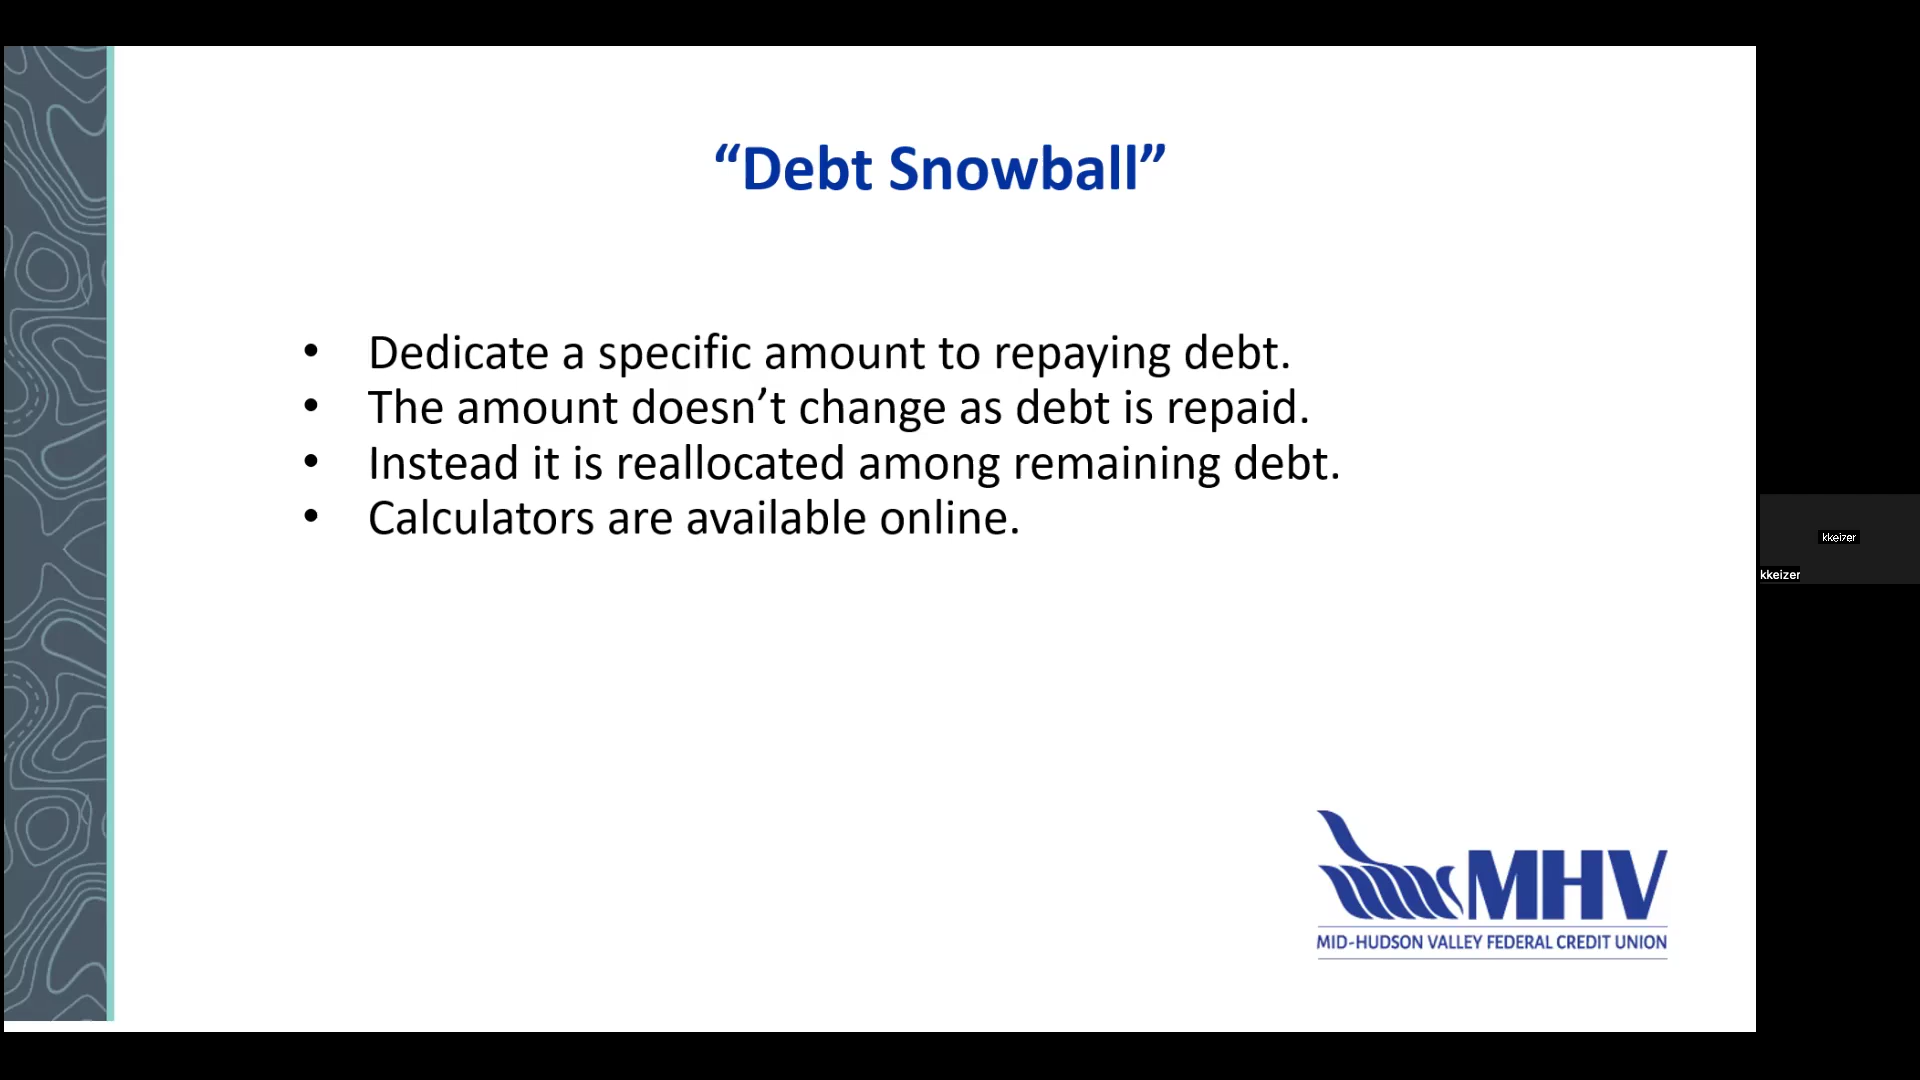 “Debt Snowball”
• Dedicate a specific amount to repaying debt.
• The amount doesn’t change as debt is repaid.
• Instead it is reallocated among remaining debt.
• Calculators are available online.
kkeizer
kkeizer
MHV
MID-HUDSON VALLEY FEDERAL CREDIT UNION